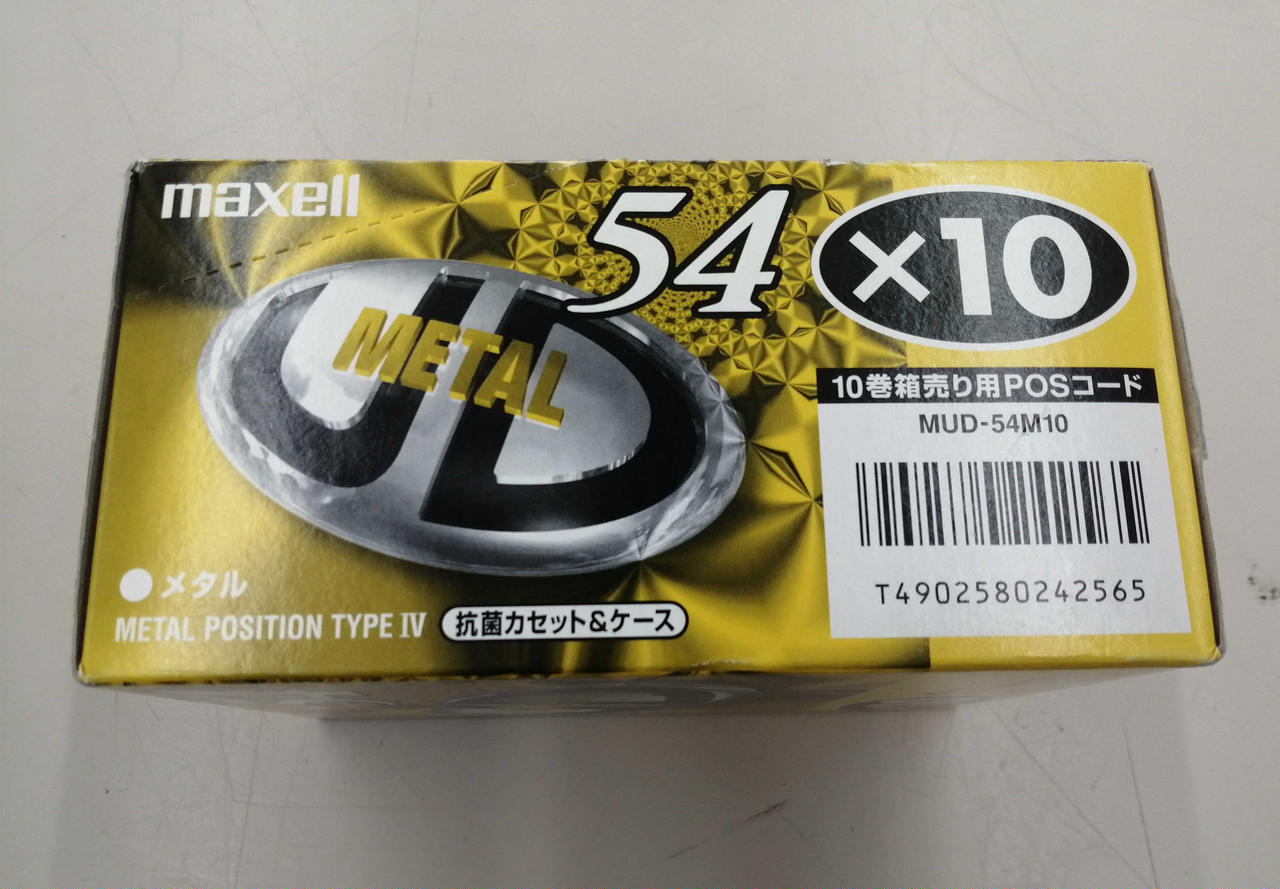 maxell
54
×10
UD
METAL
10巻箱売り用POSコード
MUD-54M10
T4902580242565
●メタル
METAL POSITION TYPE IV
抗菌カセット&ケース